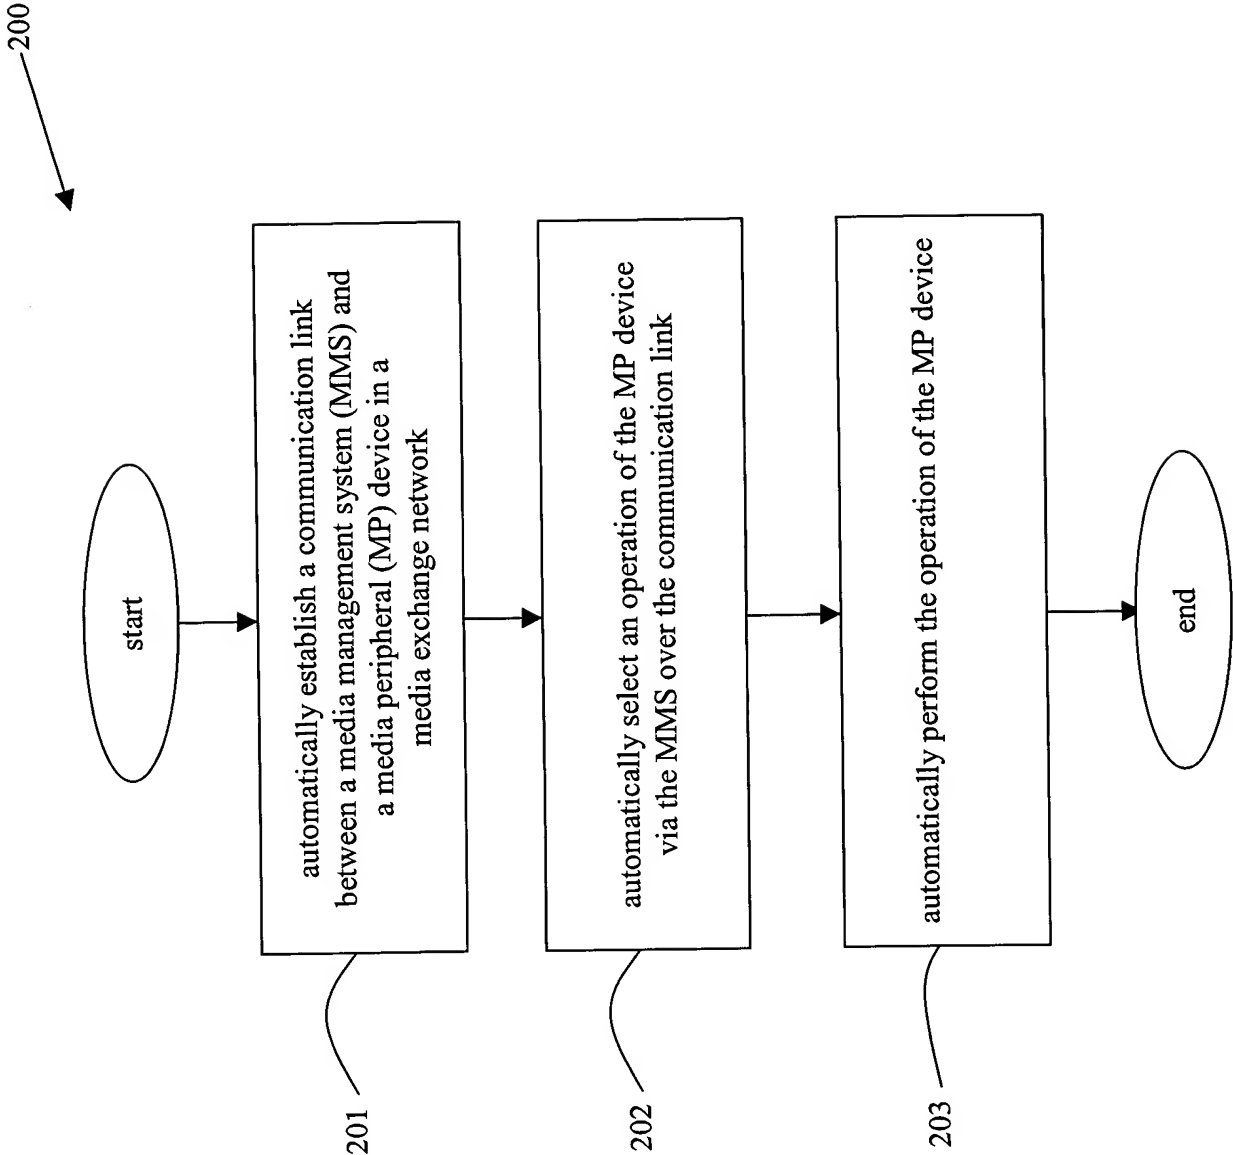 200
start
automatically establish a communication link
between a media management system (MMS) and
a media peripheral (MP) device in a
media exchange network
201
automatically select an operation of the MP device
via the MMS over the communication link
202
automatically perform the operation of the MP device
203
end